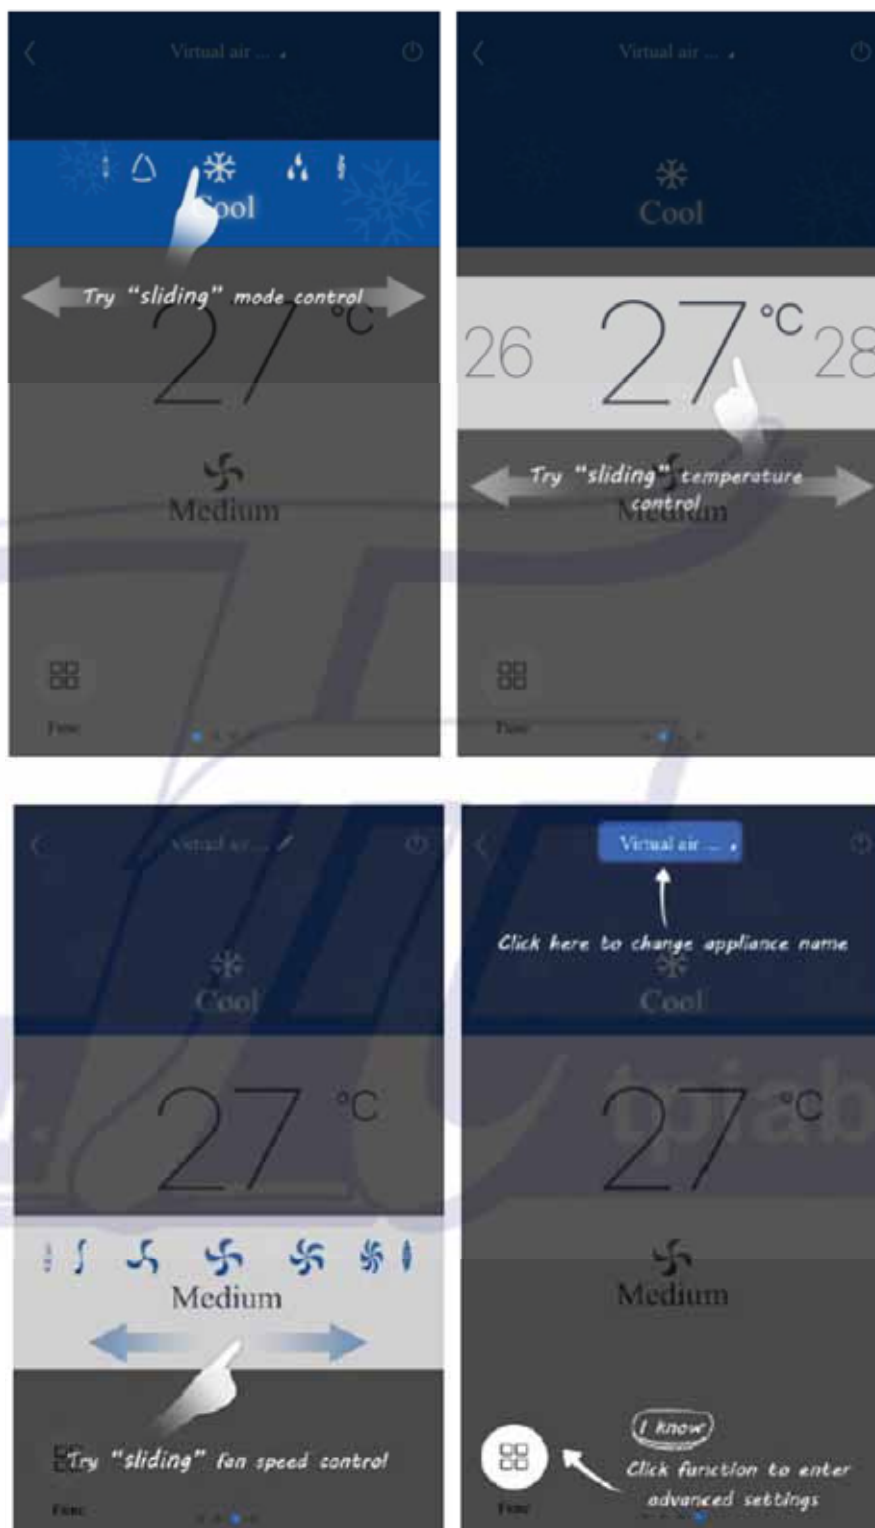 Virtual air ...
Cool
Try “sliding” mode control
27 °C
Medium
Func
Virtual air ...
Cool
26 27 °C 28
Try “sliding” temperature
control
Medium
Func
Virtual air ...
Cool
27 °C
Medium
Try “sliding” fan speed control
Func
Virtual air ...
Click here to change appliance name
Cool
27 °C
tpiab
Medium
I know
Click function to enter
advanced settings
Func